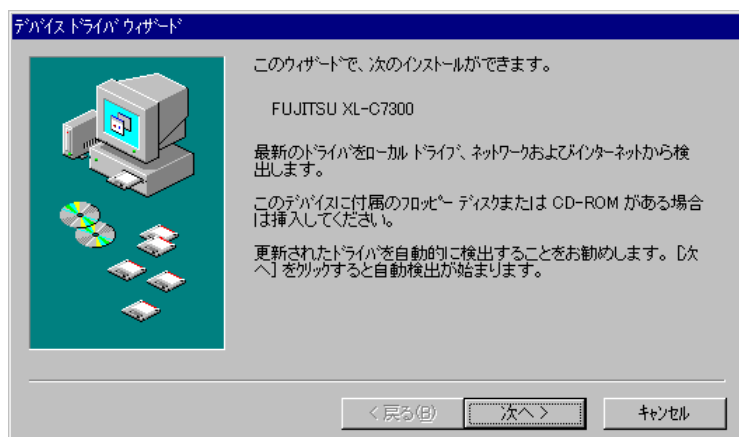 ﾃﾞﾊﾞｲｽ ﾄﾞﾗｲﾊﾞ ｳｨｻﾞｰﾄﾞ
このｳｨｻﾞｰﾄﾞで、次のｲﾝｽﾄｰﾙができます。
FUJITSU XL-C7300
最新のﾄﾞﾗｲﾊﾞをﾛｰｶﾙ ﾄﾞﾗｲﾌﾞ、ﾈｯﾄﾜｰｸおよびｲﾝﾀｰﾈｯﾄから検
出します。
このﾃﾞﾊﾞｲｽに付属のﾌﾛｯﾋﾟｰ ﾃﾞｨｽｸまたは CD-ROM がある場合
は挿入してください。
更新されたﾄﾞﾗｲﾊﾞを自動的に検出することをお勧めします。[次
へ] をｸﾘｯｸすると自動検出が始まります。
< 戻る(B)
次へ >
ｷｬﾝｾﾙ